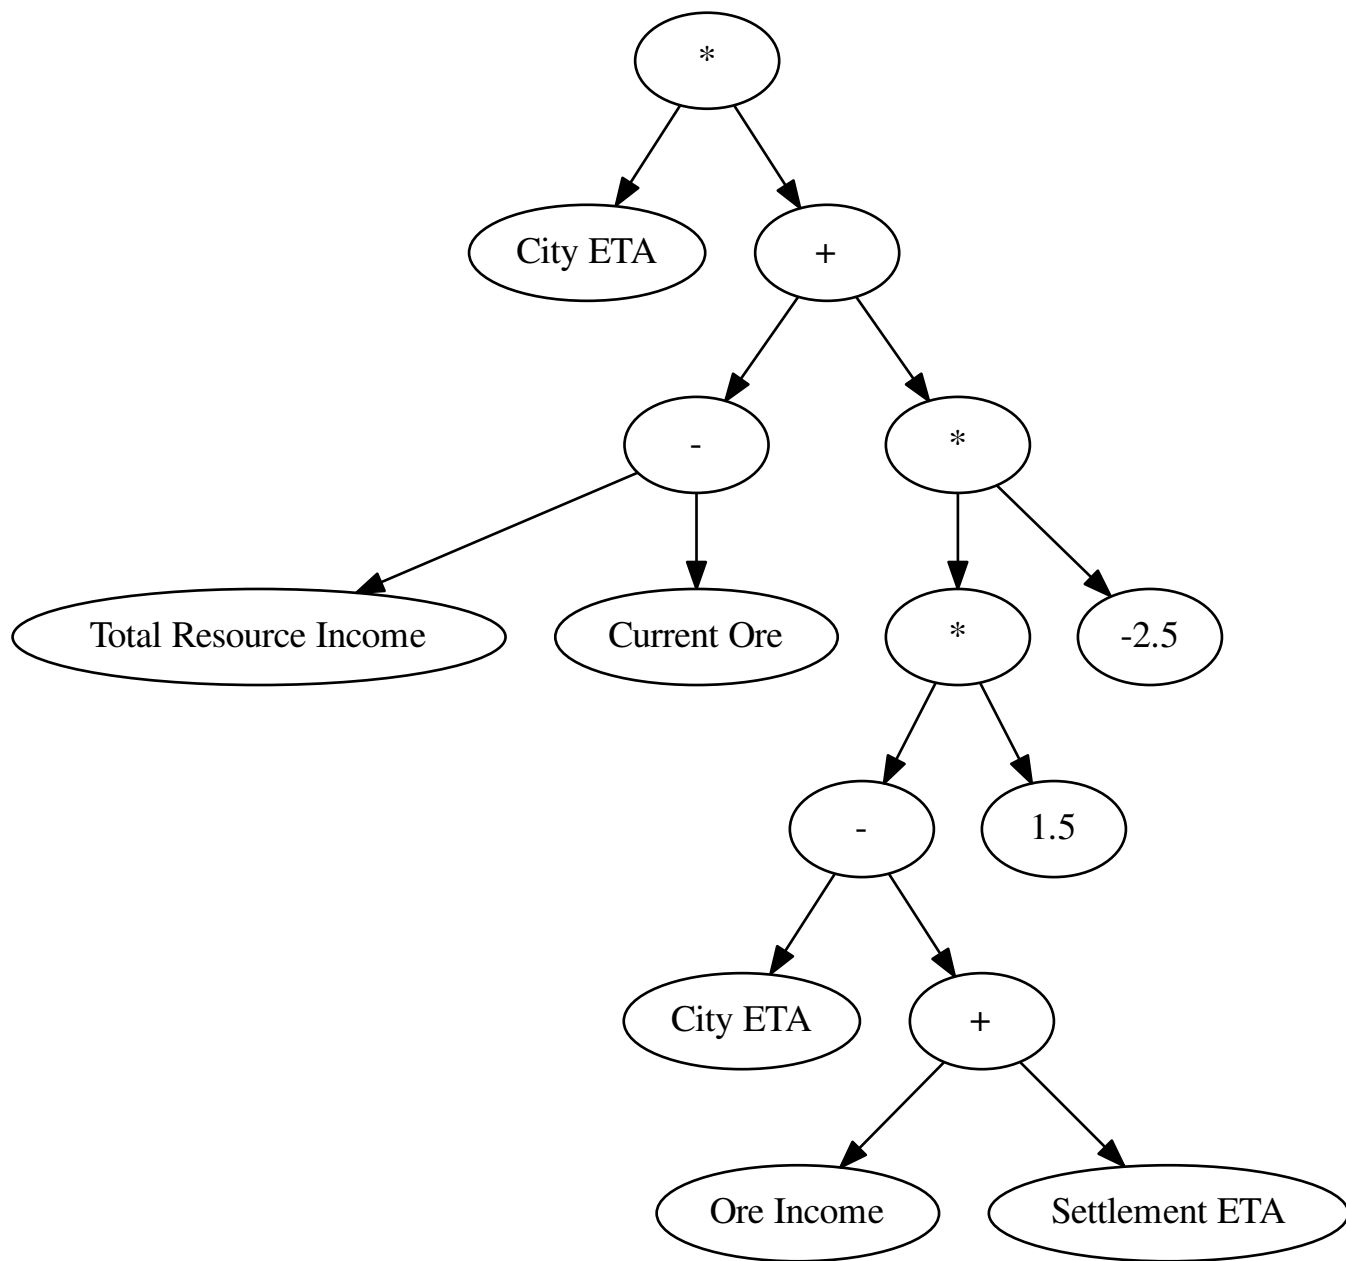 *
City ETA
+
-
*
Total Resource Income
Current Ore
*
-2.5
-
1.5
City ETA
+
Ore Income
Settlement ETA